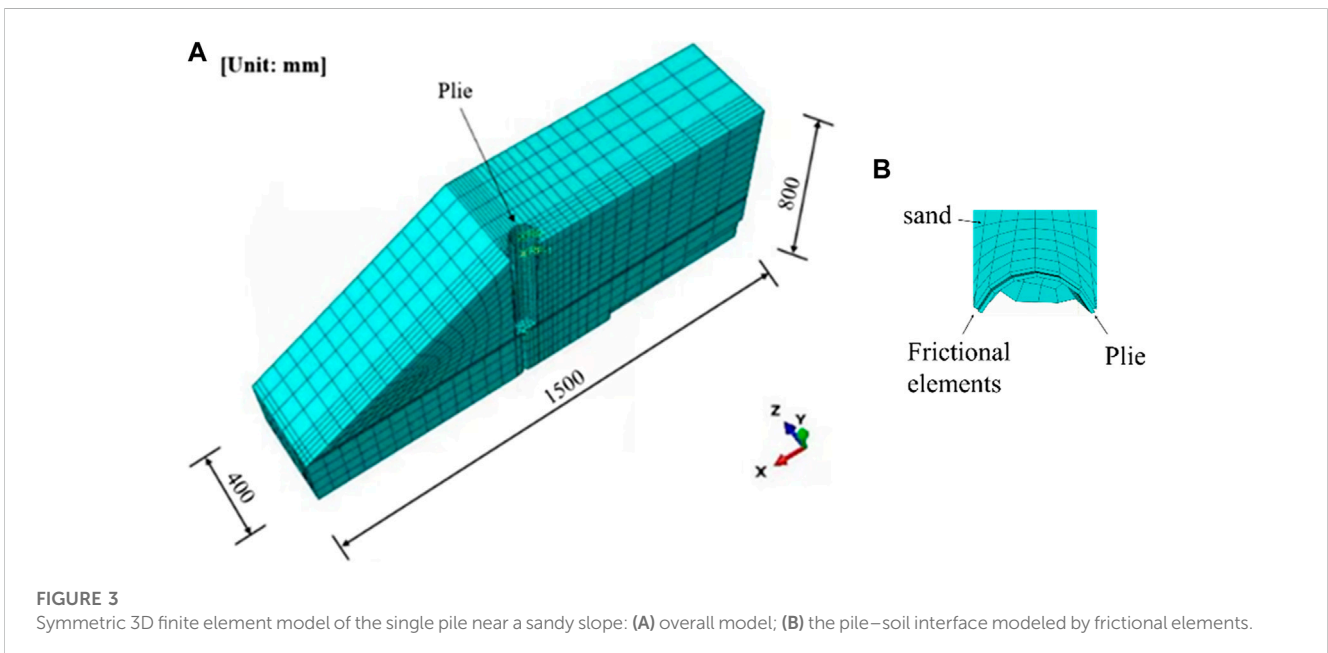 A
[Unit: mm]
Plie
800
1500
400
Z
Y
X
B
sand
Frictional
elements
Plie
FIGURE 3
Symmetric 3D finite element model of the single pile near a sandy slope: (A) overall model; (B) the pile–soil interface modeled by frictional elements.